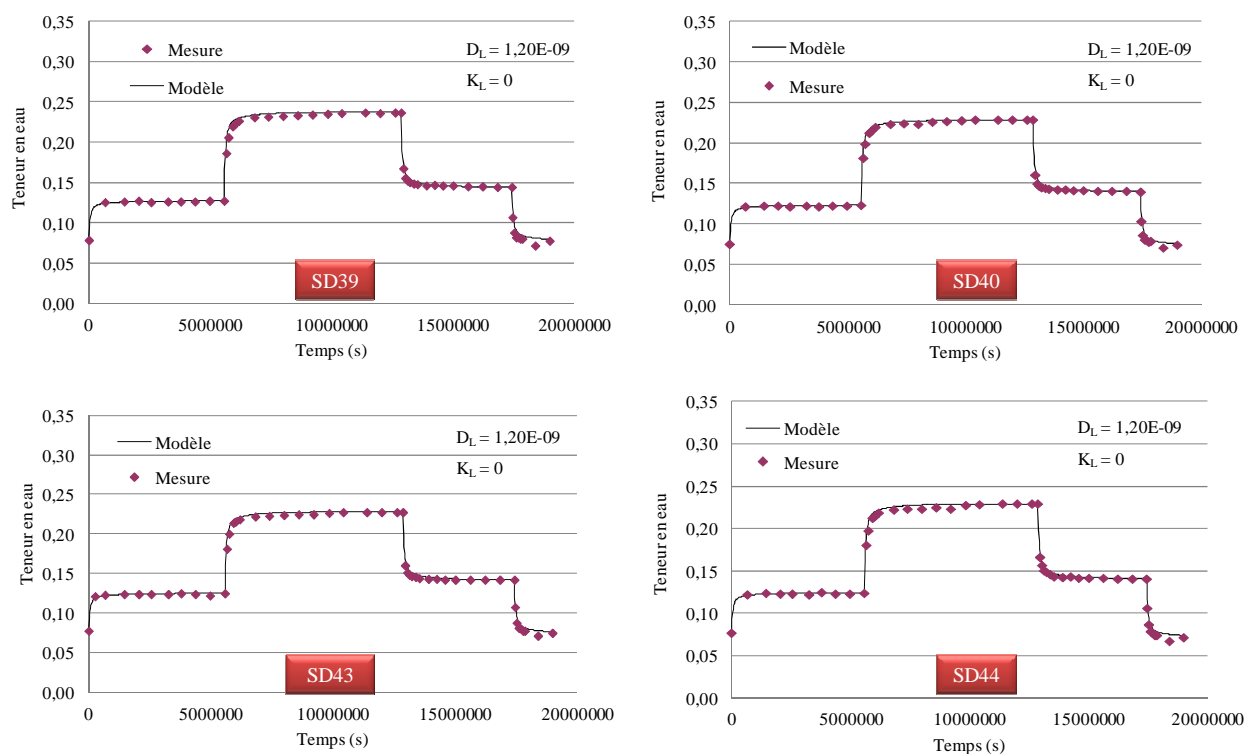 0,35
0,30
0,25
0,20
0,15
0,10
0,05
0,00
Teneur en eau
Mesure
Modèle
D_L = 1,20E-09
K_L = 0
SD39
0 5000000 10000000 15000000 20000000
Temps (s)
0,35
0,30
0,25
0,20
0,15
0,10
0,05
0,00
Teneur en eau
Modèle
Mesure
D_L = 1,20E-09
K_L = 0
SD40
0 5000000 10000000 15000000 20000000
Temps (s)
0,35
0,30
0,25
0,20
0,15
0,10
0,05
0,00
Teneur en eau
Modèle
Mesure
D_L = 1,20E-09
K_L = 0
SD43
0 5000000 10000000 15000000 20000000
Temps (s)
0,35
0,30
0,25
0,20
0,15
0,10
0,05
0,00
Teneur en eau
Modèle
Mesure
D_L = 1,20E-09
K_L = 0
SD44
0 5000000 10000000 15000000 20000000
Temps (s)